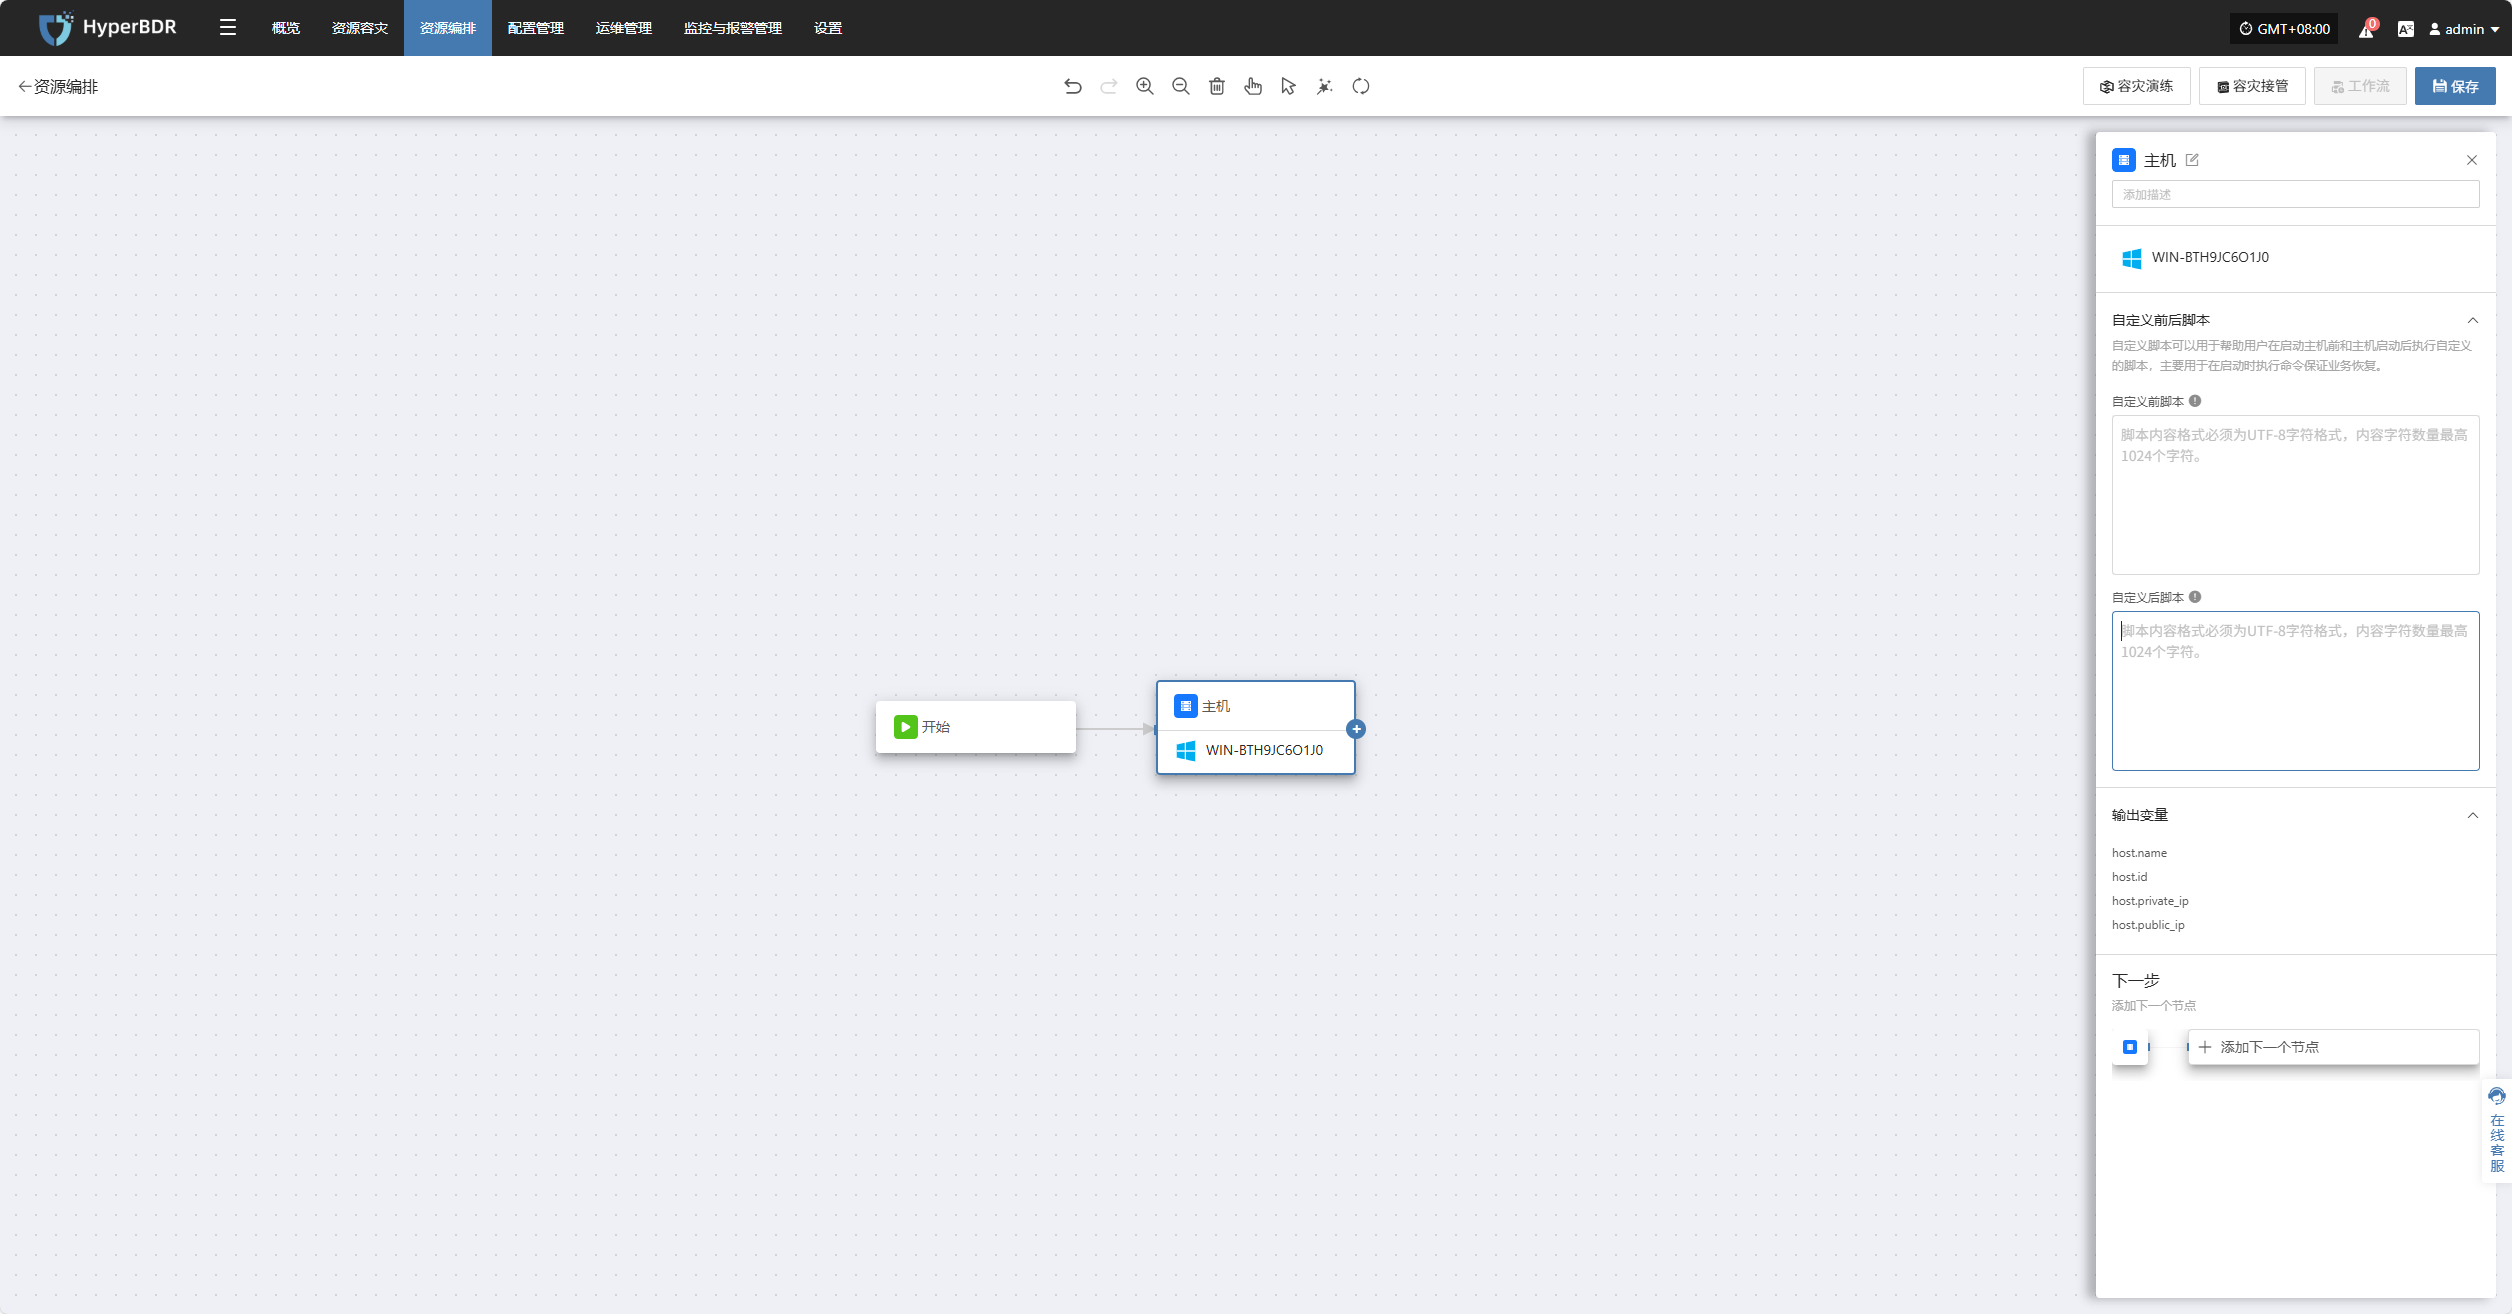 HyperBDR
概览
资源容灾
资源编排
配置管理
运维管理
监控与报警管理
设置
GMT+08:00
0
admin
资源编排
容灾演练
容灾接管
工作流
保存
主机
添加描述
WIN-BTH9JC6O1J0
自定义前后脚本
自定义脚本可以用于帮助用户在启动主机前和主机启动后执行自定义
的脚本，主要用于在启动时执行命令保证业务恢复。
自定义前脚本
脚本内容格式必须为UTF-8字符格式，内容字符数量最高
1024个字符。
自定义后脚本
脚本内容格式必须为UTF-8字符格式，内容字符数量最高
1024个字符。
开始
主机
WIN-BTH9JC6O1J0
输出变量
host.name
host.id
host.private_ip
host.public_ip
下一步
添加下一个节点
添加下一个节点
在线客服